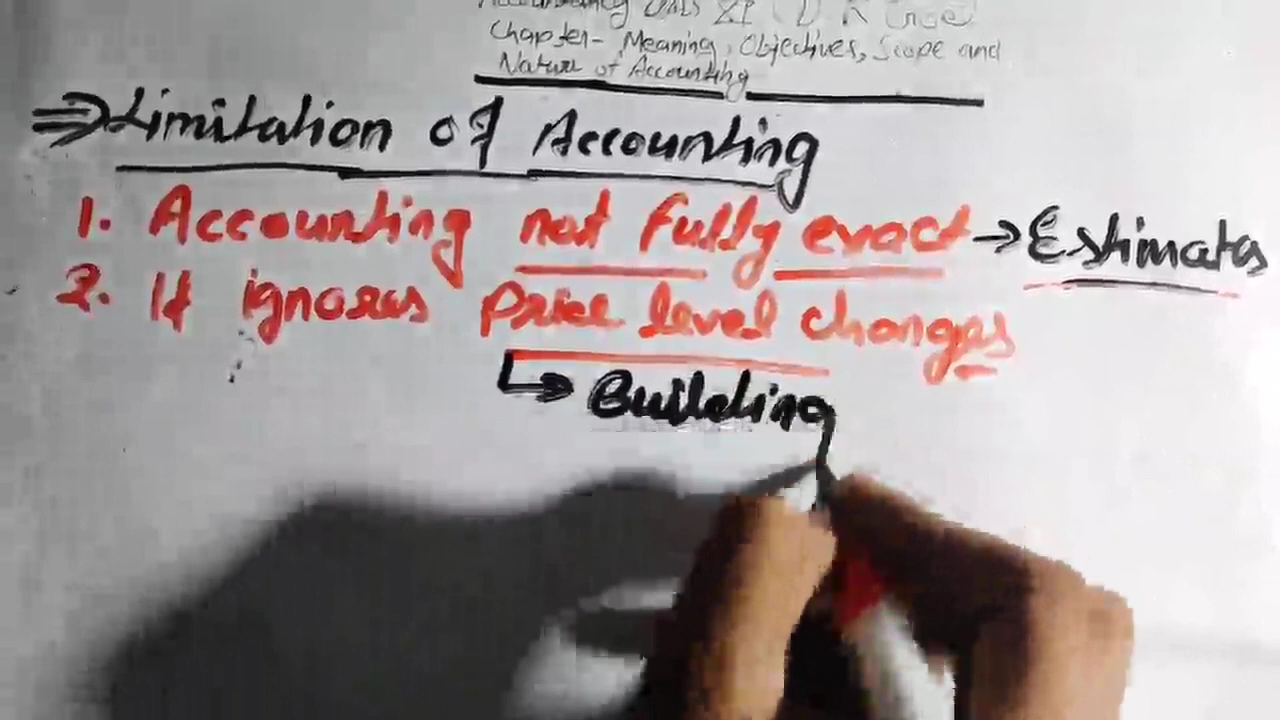 Accountancy
Chapter- Meaning, Objectives, Scope and
Nature of Accounting
⇒ Limitation of Accounting
1. Accounting not fully exact → Estimates
2. It ignores Price level changes
↳ Building